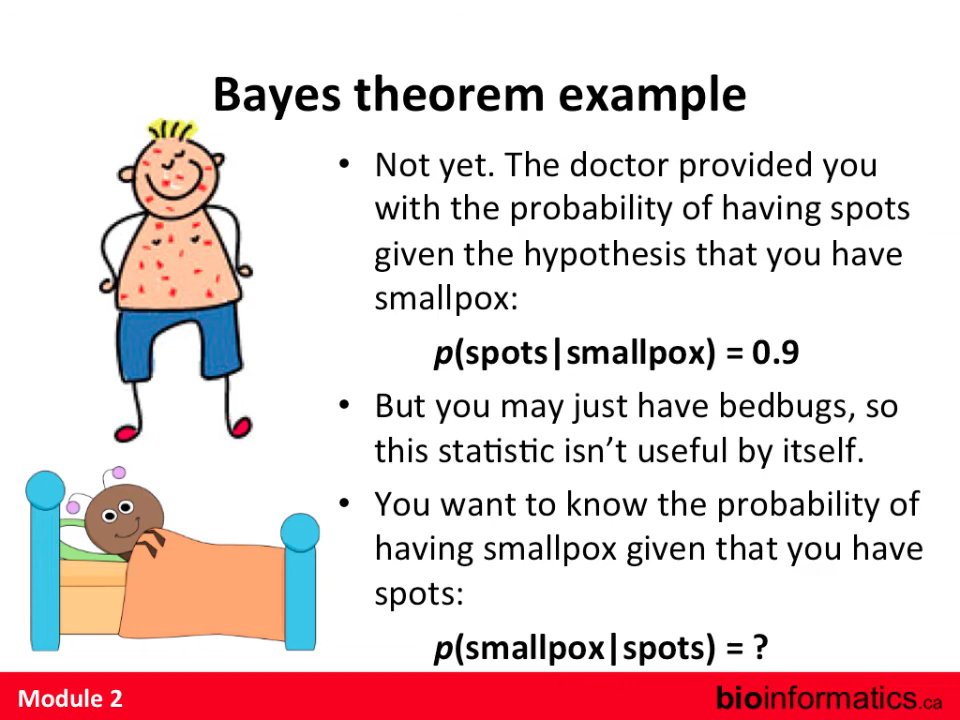 Bayes theorem example
• Not yet. The doctor provided you
with the probability of having spots
given the hypothesis that you have
smallpox:
p(spots|smallpox) = 0.9
• But you may just have bedbugs, so
this statistic isn’t useful by itself.
• You want to know the probability of
having smallpox given that you have
spots:
p(smallpox|spots) = ?
Module 2
bioinformatics.ca